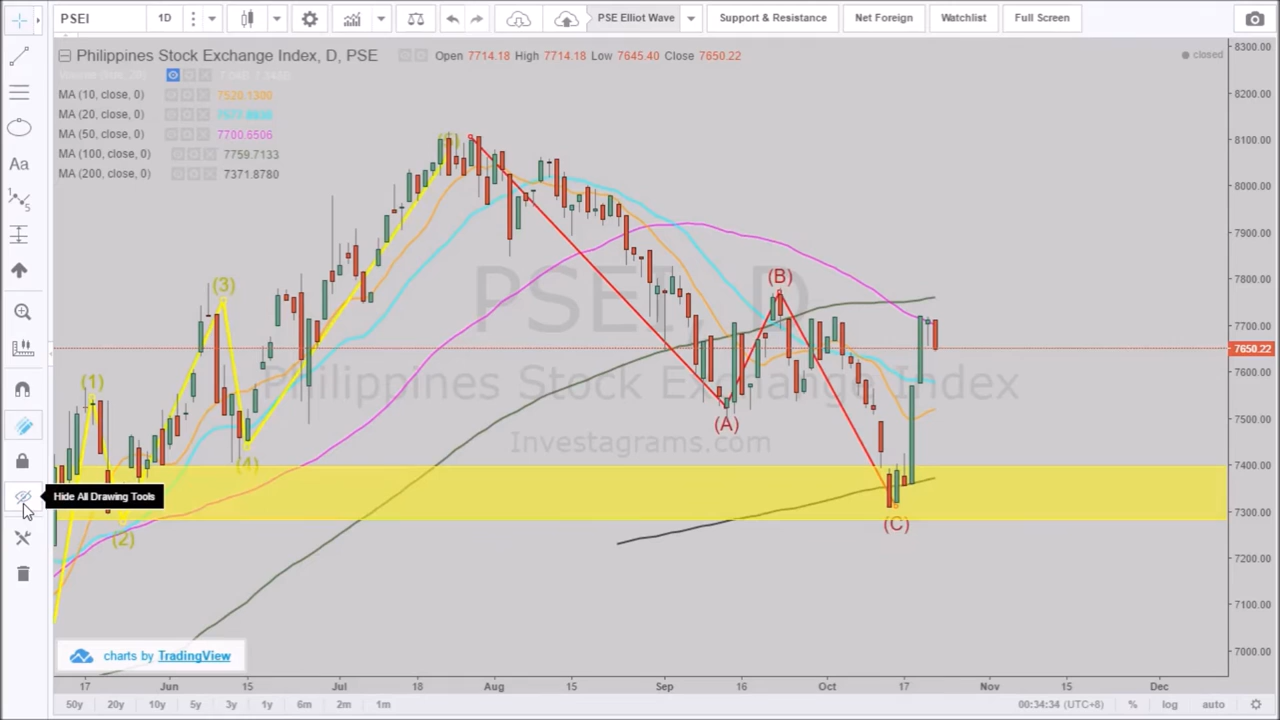 PSEI 1D PSE Elliot Wave Support & Resistance Net Foreign Watchlist Full Screen
Philippines Stock Exchange Index, D, PSE Open 7714.18 High 7714.18 Low 7645.40 Close 7650.22
closed
MA (10, close, 0) 7520.1300
MA (20, close, 0)
MA (50, close, 0) 7700.6506
MA (100, close, 0) 7759.7133
MA (200, close, 0) 7371.8780
Aa
8300.00
8200.00
8100.00
8000.00
7900.00
7800.00
7700.00
7650.22
7600.00
7500.00
7400.00
7300.00
7200.00
7100.00
7000.00
(1)
(2)
(3)
(4)
(A)
(B)
(C)
PSEI, D
Philippines Stock Exchange Index
Investagrams.com
Hide All Drawing Tools
charts by TradingView
17 Jun 15 Jul 18 Aug 15 Sep 16 Oct 17 Nov 15 Dec
50y 20y 10y 5y 3y 1y 6m 2m 1m 00:34:34 (UTC+8) % log auto